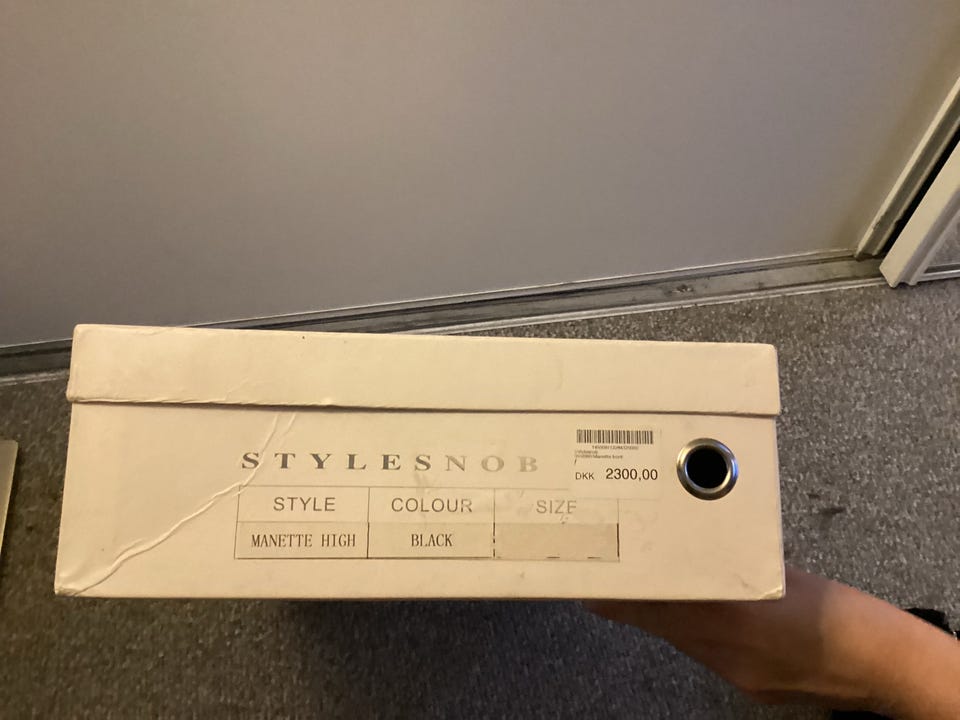 STYLESNOB
DKK 2300,00
STYLE COLOUR SIZE
MANETTE HIGH BLACK